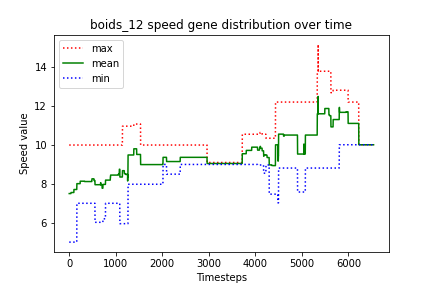 boids_12 speed gene distribution over time
max
mean
min
Speed value
14
12
10
8
6
0
1000
2000
3000
4000
5000
6000
Timesteps